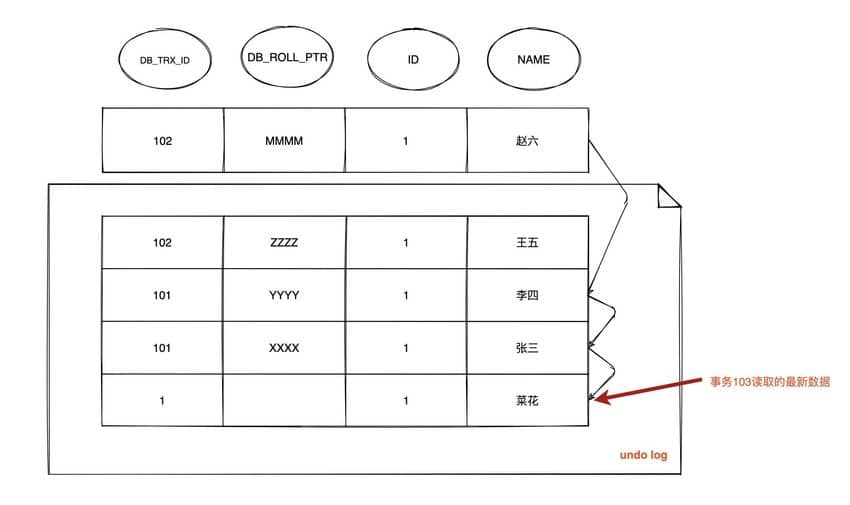 DB_TRX_ID DB_ROLL_PTR ID NAME
102 MMMM 1 赵六
102 ZZZZ 1 王五
101 YYYY 1 李四
101 XXXX 1 张三
1 1 菜花
事务103读取的最新数据
undo log